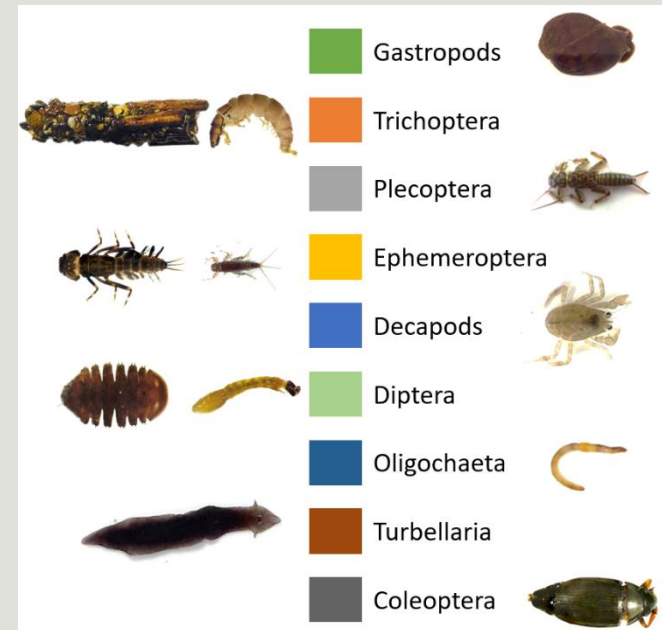 Gastropods
Trichoptera
Plecoptera
Ephemeroptera
Decapods
Diptera
Oligochaeta
Turbellaria
Coleoptera